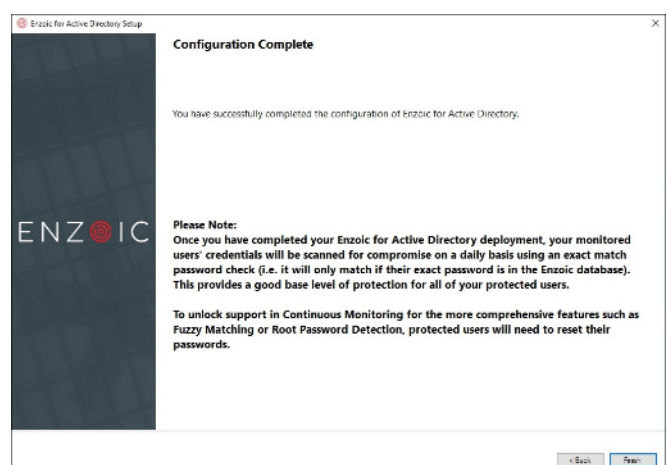 Enzoic for Active Directory Setup
Configuration Complete
You have successfully completed the configuration of Enzoic for Active Directory.
ENZOIC
Please Note:
Once you have completed your Enzoic for Active Directory deployment, your monitored
users' credentials will be scanned for compromise on a daily basis using an exact match
password check (i.e. it will only match if their exact password is in the Enzoic database).
This provides a good base level of protection for all of your protected users.
To unlock support in Continuous Monitoring for the more comprehensive features such as
Fuzzy Matching or Root Password Detection, protected users will need to reset their
passwords.
< Back Finish